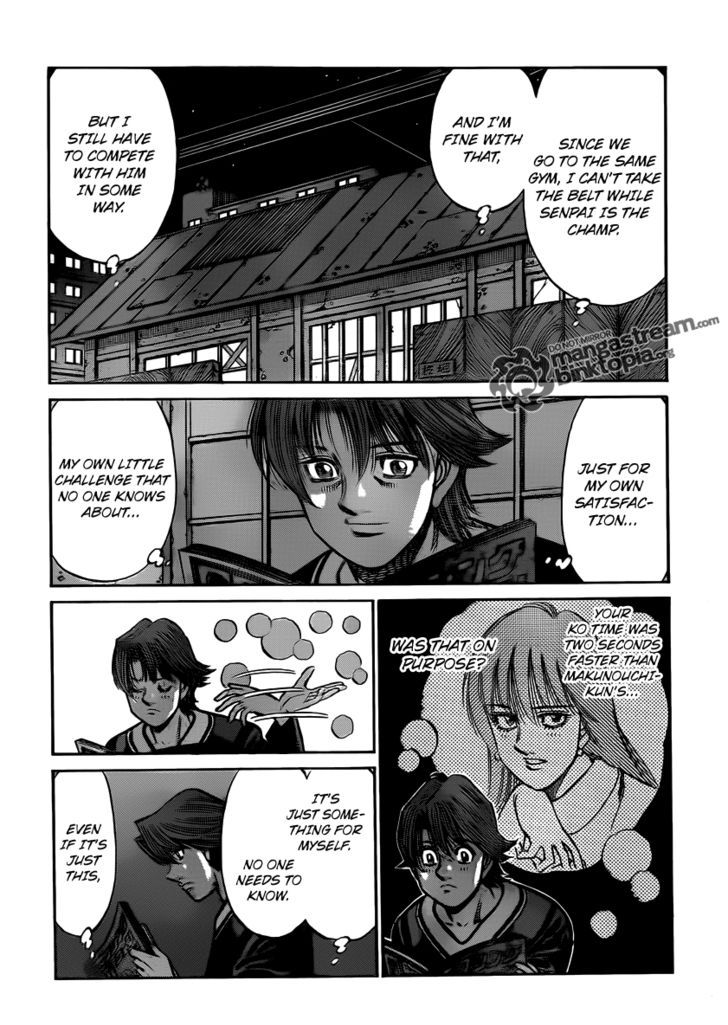 SINCE WE
GO TO THE SAME
GYM, I CAN'T TAKE
THE BELT WHILE
SENPAI IS THE
CHAMP.
AND I'M
FINE WITH
THAT,
BUT I
STILL HAVE
TO COMPETE
WITH HIM
IN SOME
WAY.
DO NOT MIRROR
mangastream.com
binktopia.org
JUST FOR
MY OWN
SATISFAC-
TION...
MY OWN LITTLE
CHALLENGE THAT
NO ONE KNOWS
ABOUT...
YOUR
KO TIME WAS
TWO SECONDS
FASTER THAN
MAKUNOUCHI-
KUN'S...
WAS THAT ON
PURPOSE?
IT'S
JUST SOME-
THING FOR
MYSELF.
NO ONE
NEEDS TO
KNOW.
EVEN
IF IT'S
JUST
THIS,